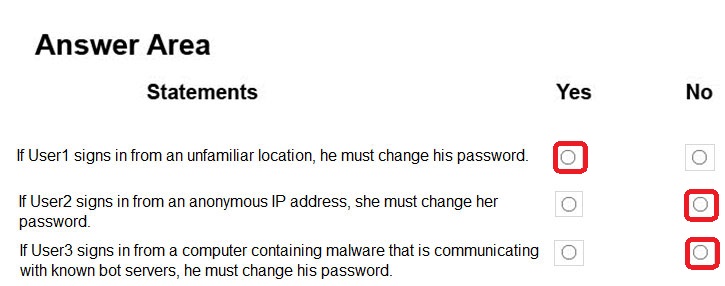 Answer Area
Statements Yes No
If User1 signs in from an unfamiliar location, he must change his password.
If User2 signs in from an anonymous IP address, she must change her
password.
If User3 signs in from a computer containing malware that is communicating
with known bot servers, he must change his password.